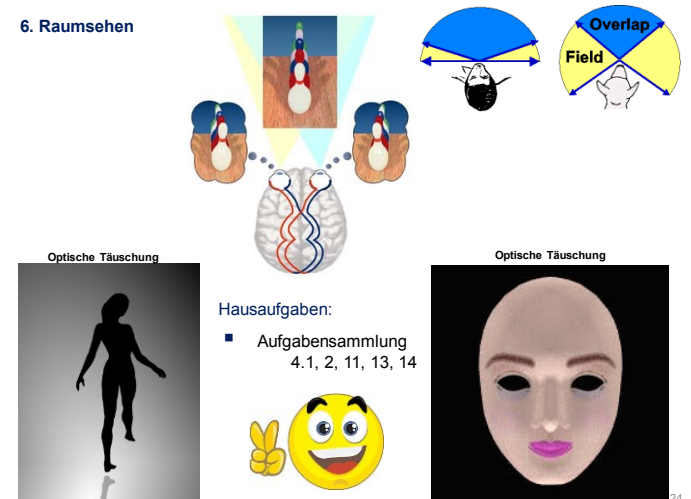 6. Raumsehen
Overlap
Field
Optische Täuschung
Optische Täuschung
Hausaufgaben:
Aufgabensammlung
4.1, 2, 11, 13, 14
24